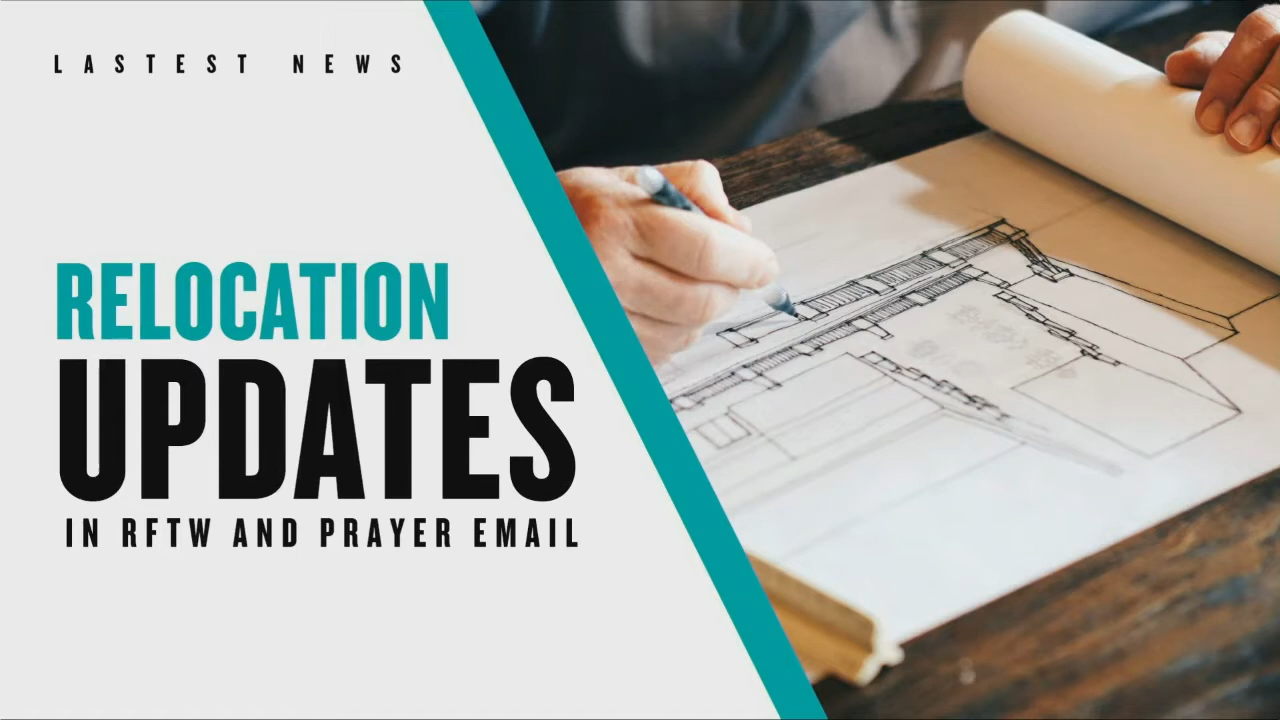 LASTEST NEWS
RELOCATION
UPDATES
IN RFTW AND PRAYER EMAIL